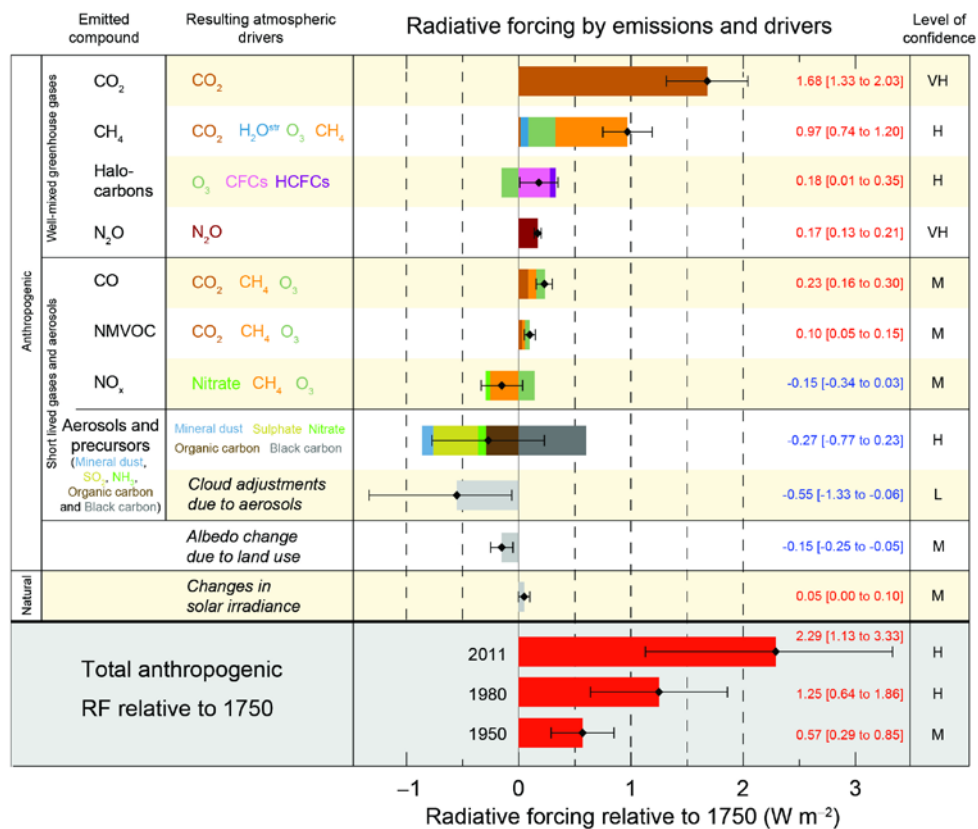 Emitted compound
Resulting atmospheric drivers
Radiative forcing by emissions and drivers
Level of confidence
Anthropogenic
Well-mixed greenhouse gases
CO₂
CO₂
1.68 [1.33 to 2.03]
VH
CH₄
CO₂ H₂Oˢᵗʳ O₃ CH₄
0.97 [0.74 to 1.20]
H
Halo-
carbons
O₃ CFCs HCFCs
0.18 [0.01 to 0.35]
H
N₂O
N₂O
0.17 [0.13 to 0.21]
VH
Short lived gases and aerosols
CO
CO₂ CH₄ O₃
0.23 [0.16 to 0.30]
M
NMVOC
CO₂ CH₄ O₃
0.10 [0.05 to 0.15]
M
NOₓ
Nitrate CH₄ O₃
-0.15 [-0.34 to 0.03]
M
Aerosols and
precursors
(Mineral dust,
SO₂, NH₃,
Organic carbon
and Black carbon)
Mineral dust Sulphate Nitrate
Organic carbon Black carbon
-0.27 [-0.77 to 0.23]
H
Cloud adjustments
due to aerosols
-0.55 [-1.33 to -0.06]
L
Albedo change
due to land use
-0.15 [-0.25 to -0.05]
M
Natural
Changes in
solar irradiance
0.05 [0.00 to 0.10]
M
Total anthropogenic
RF relative to 1750
2011
2.29 [1.13 to 3.33]
H
1980
1.25 [0.64 to 1.86]
H
1950
0.57 [0.29 to 0.85]
M
−1 0 1 2 3
Radiative forcing relative to 1750 (W m⁻²)